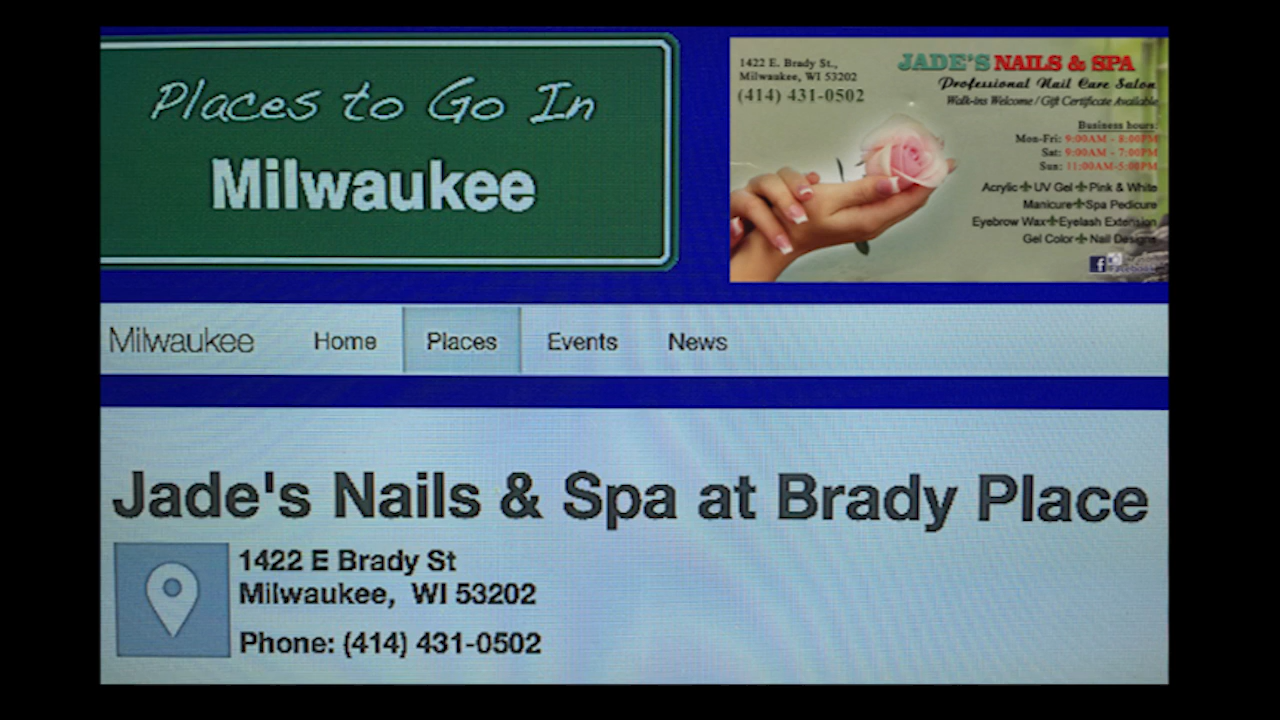 Places to Go In
Milwaukee
1422 E. Brady St.,
Milwaukee, WI 53202
(414) 431-0502
JADE'S NAILS & SPA
Professional Nail Care Salon
Walk-ins Welcome / Gift Certificate Available
Business hours:
Mon-Fri: 9:00AM - 8:00PM
Sat: 9:00AM - 7:00PM
Sun: 11:00AM-5:00PM
Acrylic UV Gel Pink & White
Manicure Spa Pedicure
Eyebrow Wax Eyelash Extension
Gel Color Nail Designs
Milwaukee Home Places Events News
Jade's Nails & Spa at Brady Place
1422 E Brady St
Milwaukee, WI 53202
Phone: (414) 431-0502